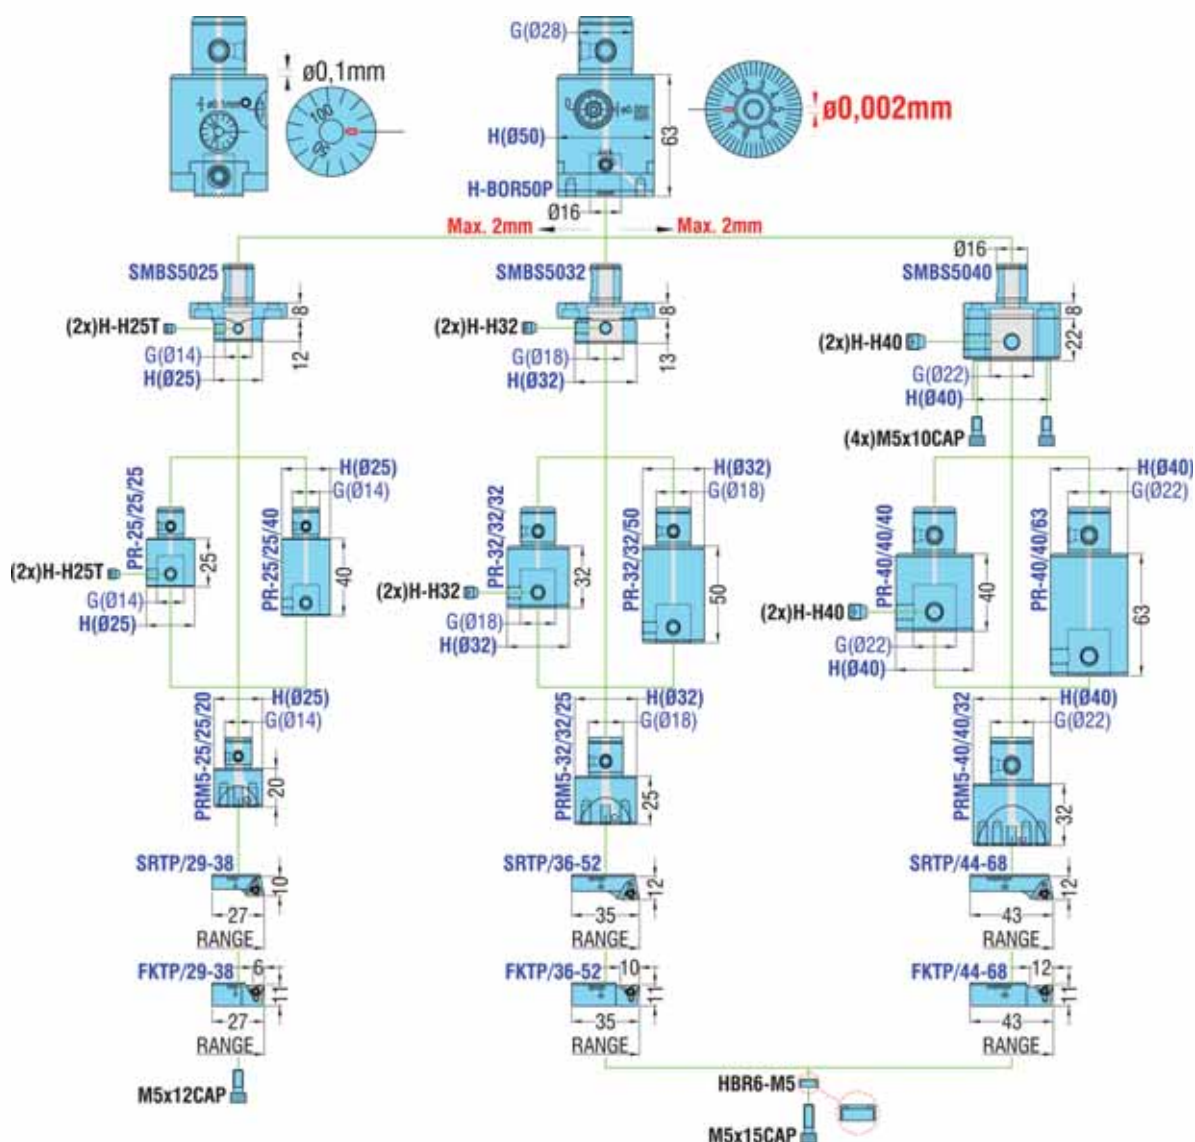 G(Ø28)
ø0,1mm
ø0.1mm
100
50
ø0,002mm
H(Ø50)
63
H-BOR50P
Ø16
Max. 2mm
Max. 2mm
Ø16
SMBS5025
SMBS5032
SMBS5040
8
8
8
(2x)H-H25T
(2x)H-H32
(2x)H-H40
12
13
22
G(Ø14)
G(Ø18)
G(Ø22)
H(Ø25)
H(Ø32)
H(Ø40)
(4x)M5x10CAP
H(Ø25)
H(Ø32)
H(Ø40)
G(Ø14)
G(Ø18)
G(Ø22)
PR-25/25/25
PR-25/25/40
PR-32/32/32
PR-32/32/50
PR-40/40/40
PR-40/40/63
25
40
32
50
40
63
(2x)H-H25T
(2x)H-H32
(2x)H-H40
G(Ø14)
G(Ø18)
G(Ø22)
H(Ø25)
H(Ø32)
H(Ø40)
H(Ø25)
H(Ø32)
H(Ø40)
G(Ø14)
G(Ø18)
G(Ø22)
PRM5-25/25/20
PRM5-32/32/25
PRM5-40/40/32
20
25
32
SRTP/29-38
SRTP/36-52
SRTP/44-68
10
12
12
27
35
43
RANGE
RANGE
RANGE
FKTP/29-38
6
FKTP/36-52
10
FKTP/44-68
12
11
11
11
27
35
43
RANGE
RANGE
RANGE
M5x12CAP
HBR6-M5
M5x15CAP